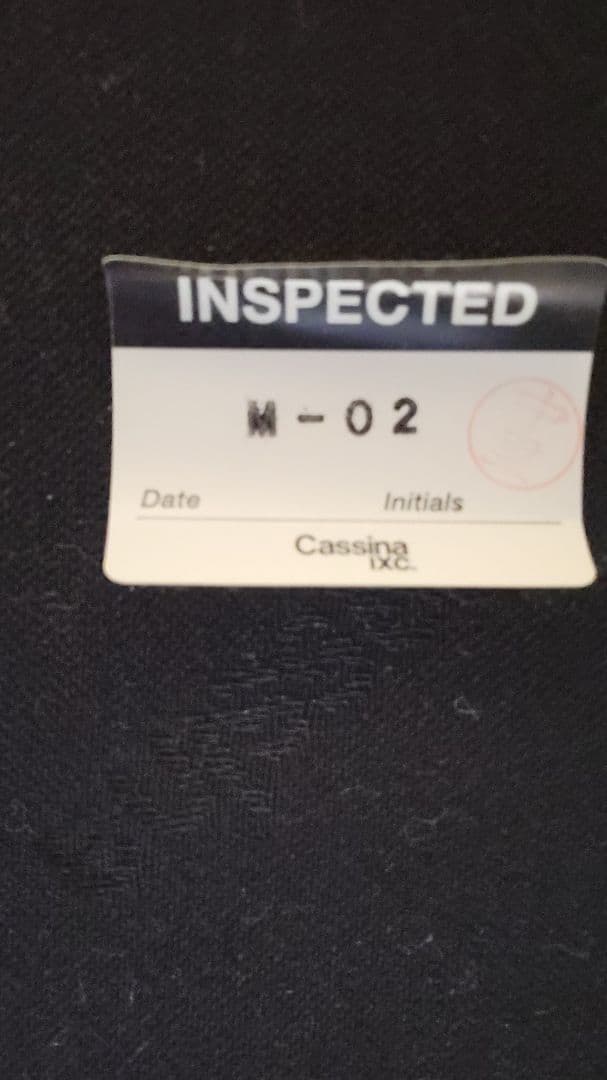 INSPECTED
M-02
Date Initials
Cassina
IXC.